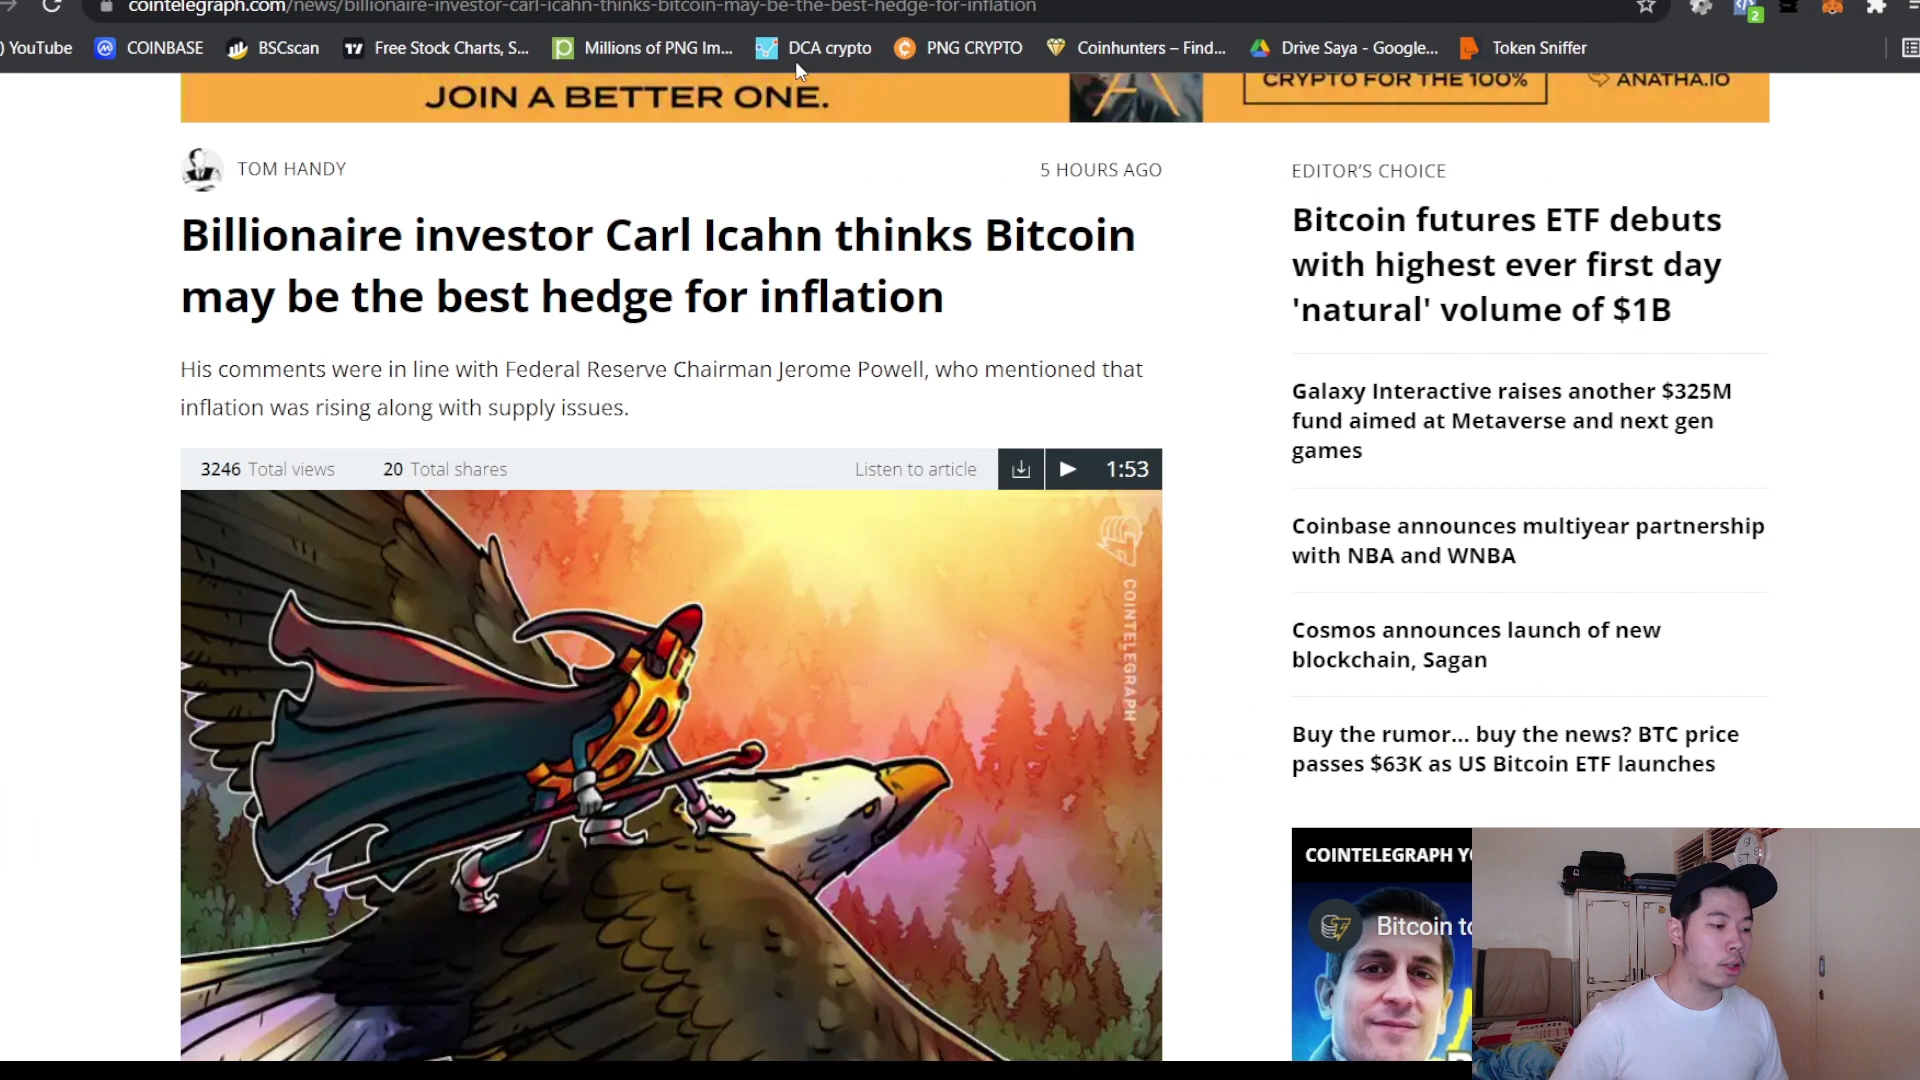 cointelegraph.com/news/billionaire-investor-carl-icahn-thinks-bitcoin-may-be-the-best-hedge-for-inflation
2
) YouTube COINBASE BSCscan Free Stock Charts, S... Millions of PNG Im... DCA crypto PNG CRYPTO Coinhunters – Find... Drive Saya - Google... Token Sniffer
JOIN A BETTER ONE.
CRYPTO FOR THE 100%
ANATHA.IO
TOM HANDY
5 HOURS AGO
Billionaire investor Carl Icahn thinks Bitcoin
may be the best hedge for inflation
His comments were in line with Federal Reserve Chairman Jerome Powell, who mentioned that
inflation was rising along with supply issues.
3246 Total views 20 Total shares Listen to article 1:53
COINTELEGRAPH
EDITOR'S CHOICE
Bitcoin futures ETF debuts
with highest ever first day
'natural' volume of $1B
Galaxy Interactive raises another $325M
fund aimed at Metaverse and next gen
games
Coinbase announces multiyear partnership
with NBA and WNBA
Cosmos announces launch of new
blockchain, Sagan
Buy the rumor... buy the news? BTC price
passes $63K as US Bitcoin ETF launches
COINTELEGRAPH Y
Bitcoin to